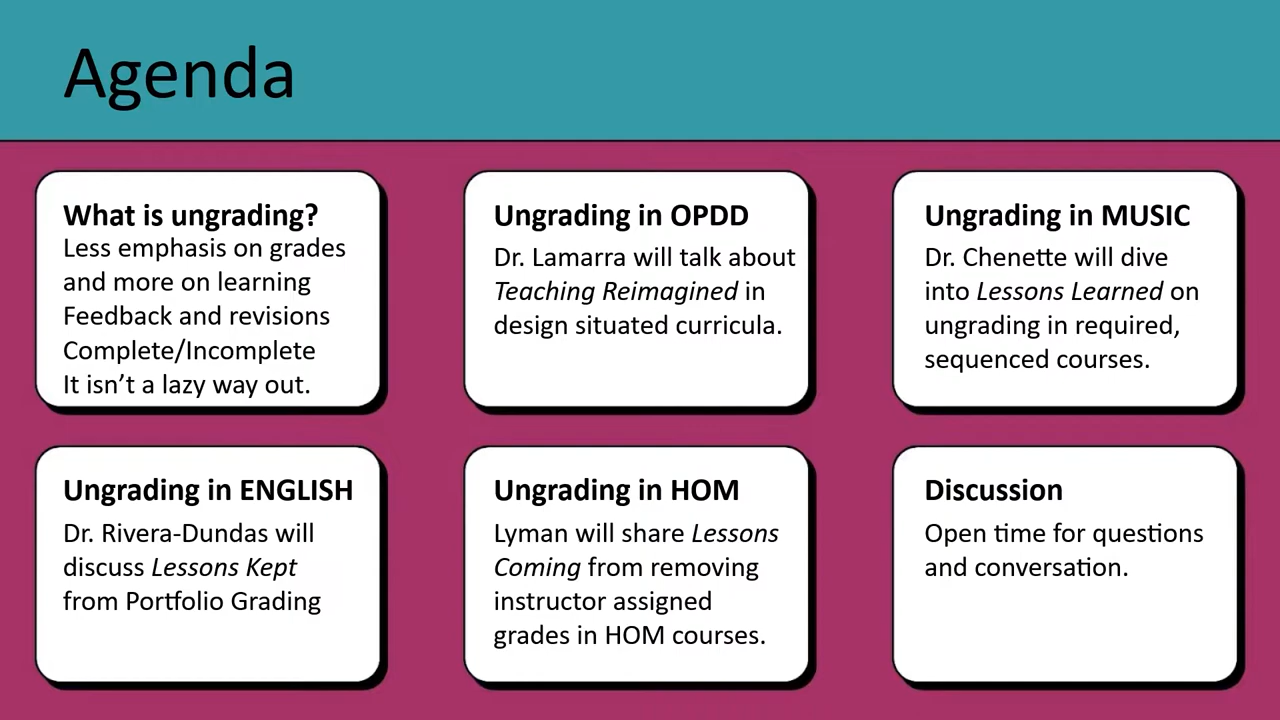 Agenda
What is ungrading?
Less emphasis on grades
and more on learning
Feedback and revisions
Complete/Incomplete
It isn’t a lazy way out.
Ungrading in OPDD
Dr. Lamarra will talk about
Teaching Reimagined in
design situated curricula.
Ungrading in MUSIC
Dr. Chenette will dive
into Lessons Learned on
ungrading in required,
sequenced courses.
Ungrading in ENGLISH
Dr. Rivera-Dundas will
discuss Lessons Kept
from Portfolio Grading
Ungrading in HOM
Lyman will share Lessons
Coming from removing
instructor assigned
grades in HOM courses.
Discussion
Open time for questions
and conversation.